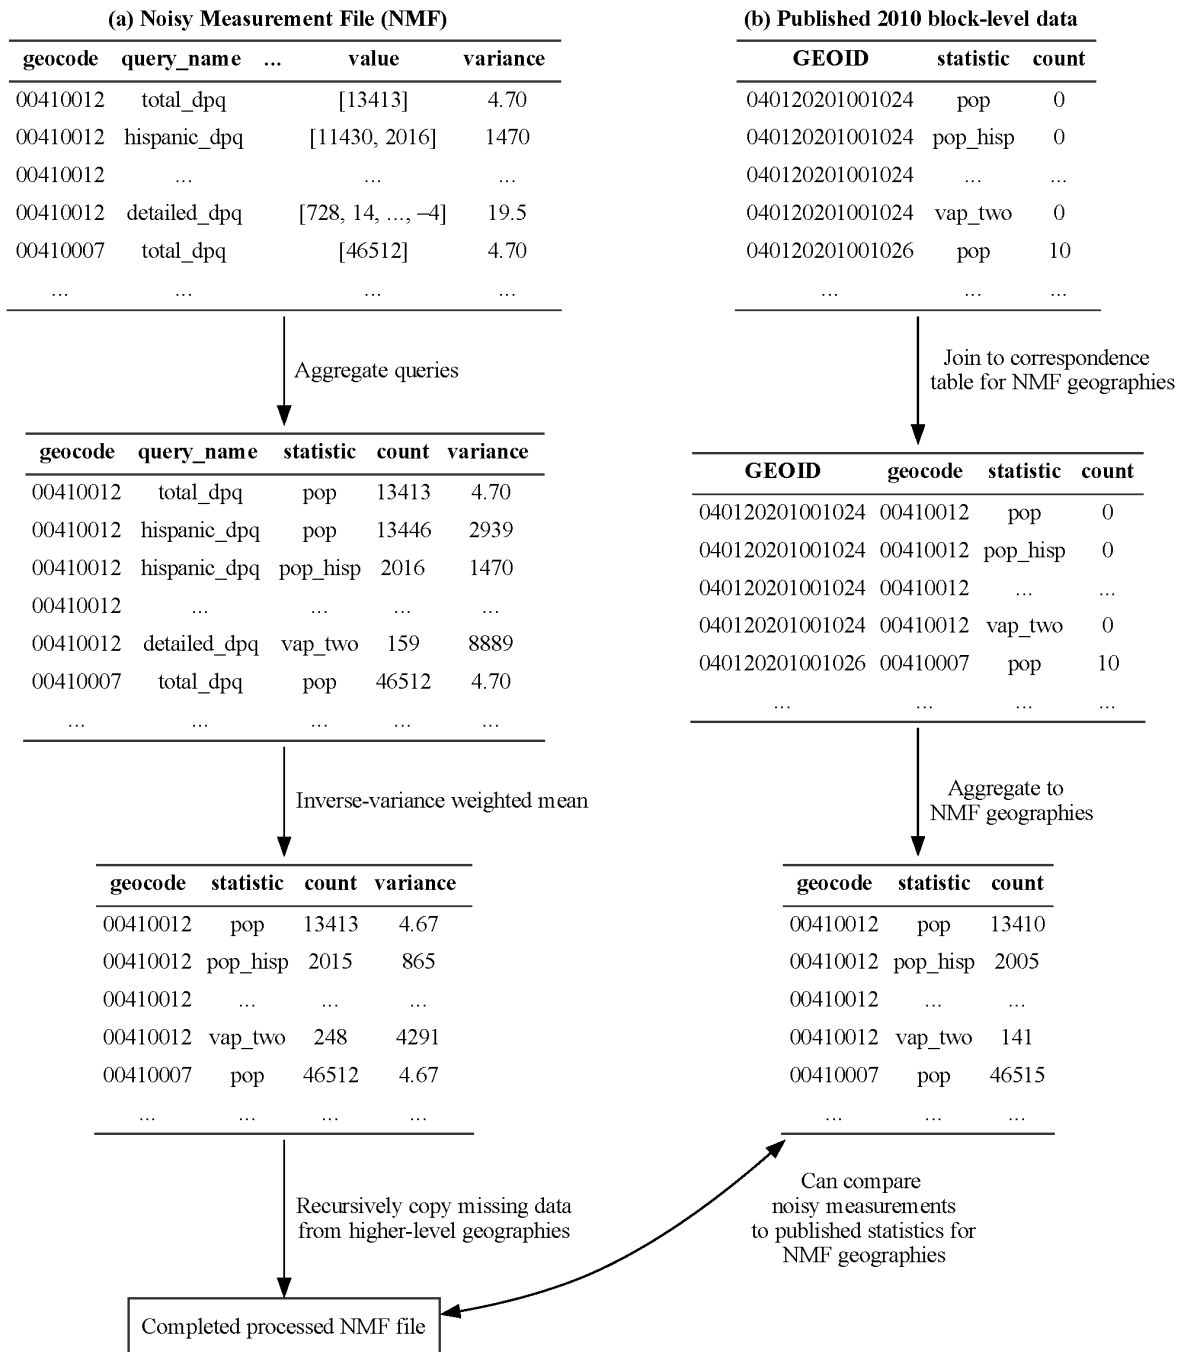 (a) Noisy Measurement File (NMF)
geocode query_name ... value variance
00410012 total_dpq [13413] 4.70
00410012 hispanic_dpq [11430, 2016] 1470
00410012 ... ... ...
00410012 detailed_dpq [728, 14, ..., −4] 19.5
00410007 total_dpq [46512] 4.70
... ... ... ...
Aggregate queries
geocode query_name statistic count variance
00410012 total_dpq pop 13413 4.70
00410012 hispanic_dpq pop 13446 2939
00410012 hispanic_dpq pop_hisp 2016 1470
00410012 ... ... ... ...
00410012 detailed_dpq vap_two 159 8889
00410007 total_dpq pop 46512 4.70
... ... ... ... ...
Inverse-variance weighted mean
geocode statistic count variance
00410012 pop 13413 4.67
00410012 pop_hisp 2015 865
00410012 ... ... ...
00410012 vap_two 248 4291
00410007 pop 46512 4.67
... ... ... ...
Recursively copy missing data
from higher-level geographies
Completed processed NMF file
(b) Published 2010 block-level data
GEOID statistic count
040120201001024 pop 0
040120201001024 pop_hisp 0
040120201001024 ... ...
040120201001024 vap_two 0
040120201001026 pop 10
... ... ...
Join to correspondence
table for NMF geographies
GEOID geocode statistic count
040120201001024 00410012 pop 0
040120201001024 00410012 pop_hisp 0
040120201001024 00410012 ... ...
040120201001024 00410012 vap_two 0
040120201001026 00410007 pop 10
... ... ... ...
Aggregate to
NMF geographies
geocode statistic count
00410012 pop 13410
00410012 pop_hisp 2005
00410012 ... ...
00410012 vap_two 141
00410007 pop 46515
... ... ...
Can compare
noisy measurements
to published statistics for
NMF geographies